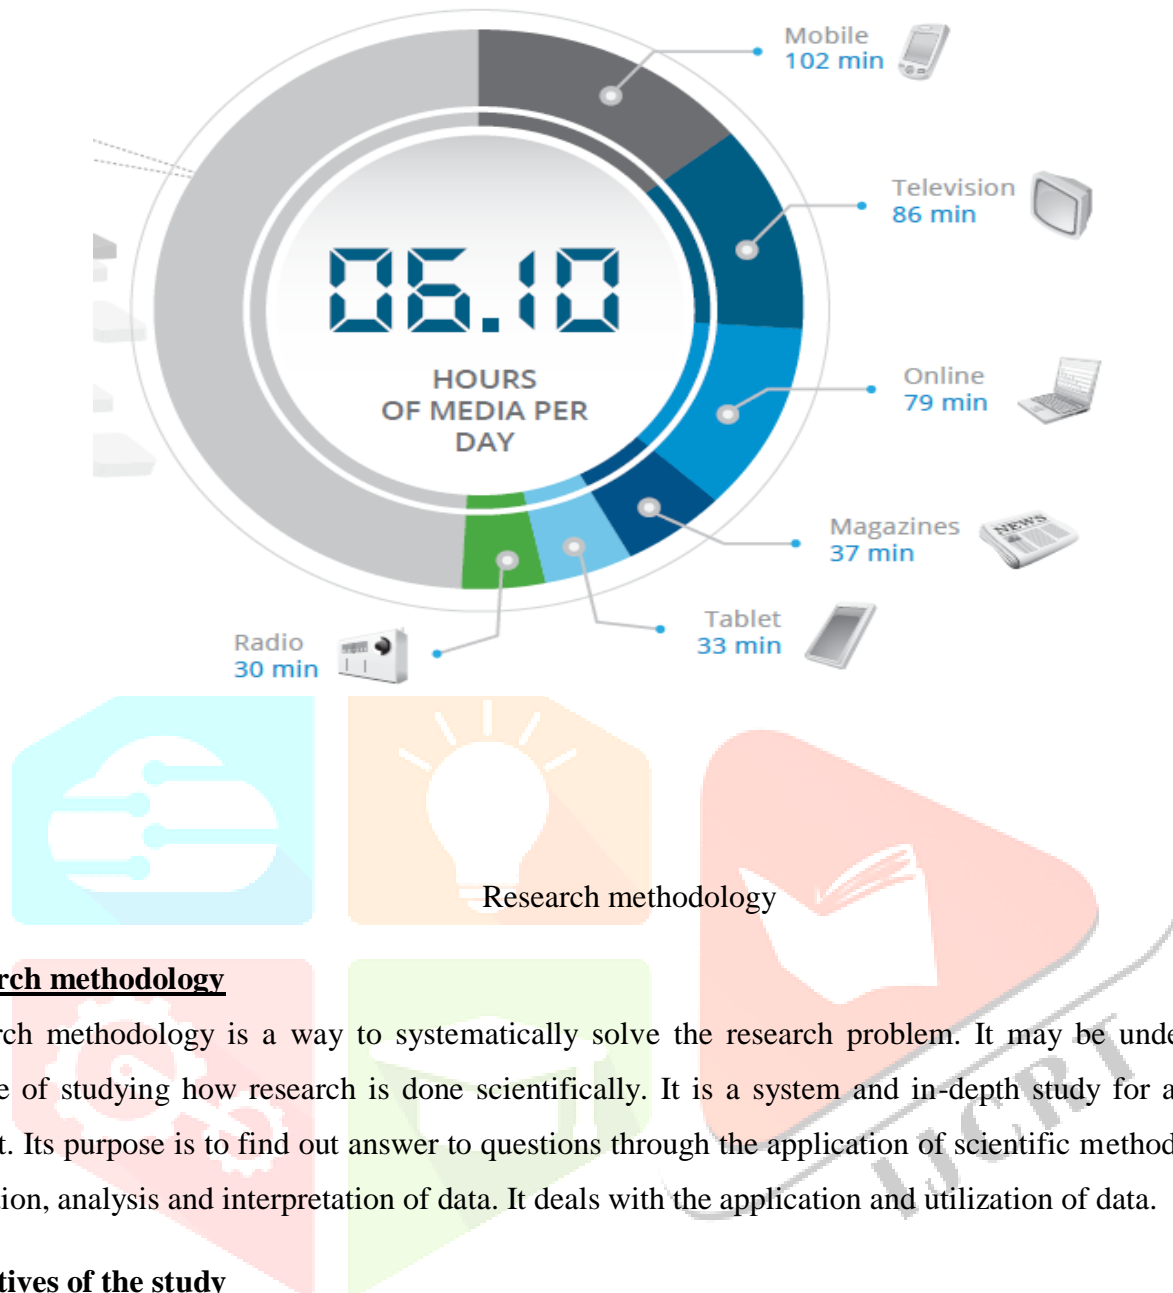 Mobile
102 min
Television
86 min
06.10
HOURS
OF MEDIA PER
DAY
Online
79 min
NEWS
Magazines
37 min
Tablet
33 min
Radio
30 min
Research methodology
rch methodology
rch methodology is a way to systematically solve the research problem. It may be unde
e of studying how research is done scientifically. It is a system and in-depth study for a
t. Its purpose is to find out answer to questions through the application of scientific method
tion, analysis and interpretation of data. It deals with the application and utilization of data.
IJCRT
tives of the study